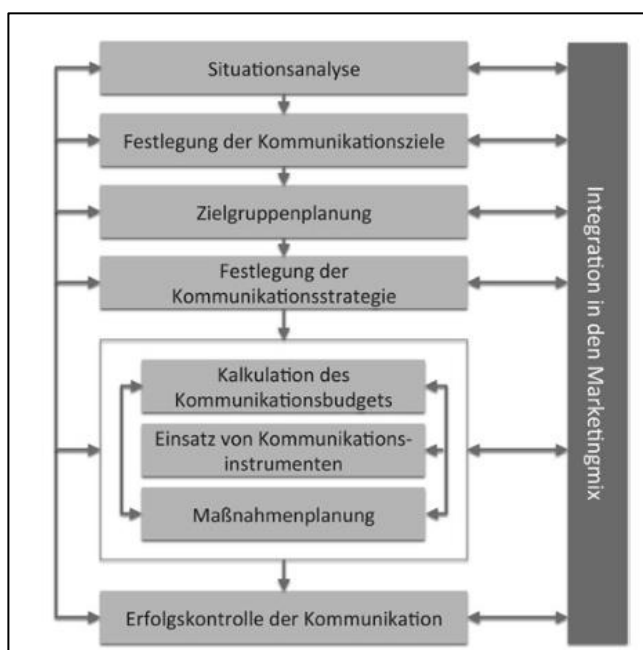 Situationsanalyse
Festlegung der Kommunikationsziele
Zielgruppenplanung
Festlegung der
Kommunikationsstrategie
Kalkulation des
Kommunikationsbudgets
Einsatz von Kommunikations-
instrumenten
Maßnahmenplanung
Erfolgskontrolle der Kommunikation
Integration in den Marketingmix